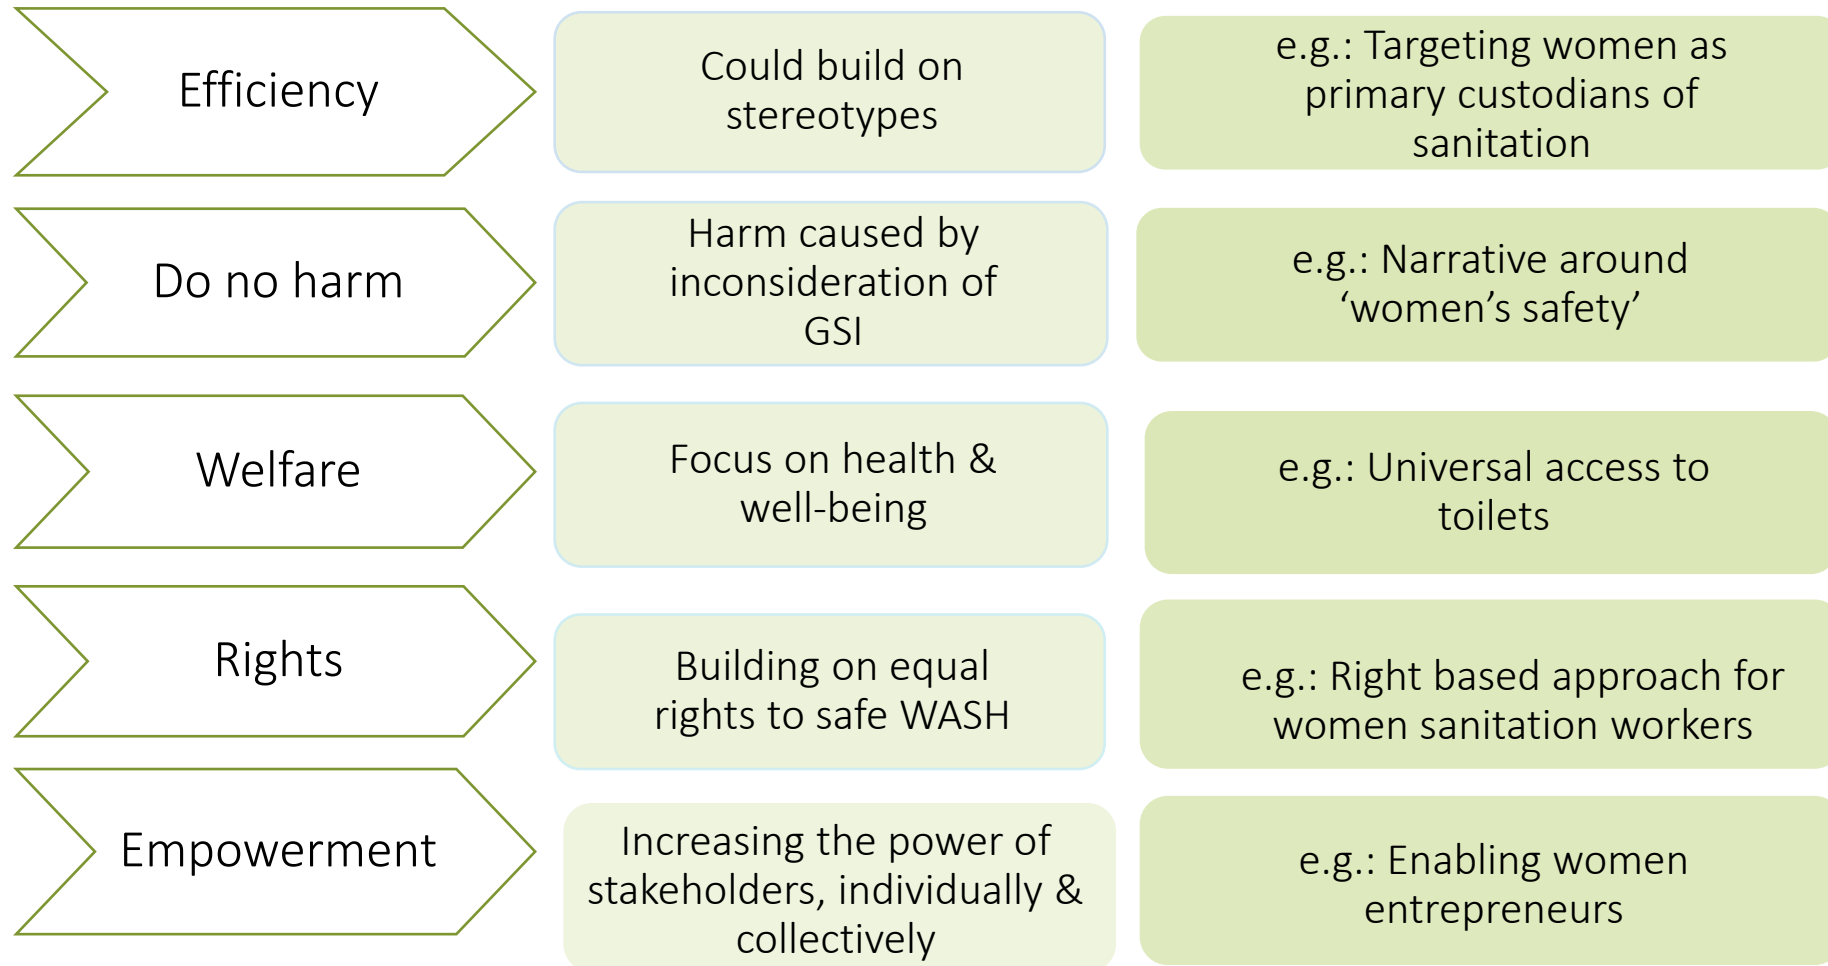 Efficiency
Could build on
stereotypes
e.g.: Targeting women as
primary custodians of
sanitation
Do no harm
Harm caused by
inconsideration of
GSI
e.g.: Narrative around
‘women’s safety’
Welfare
Focus on health &
well-being
e.g.: Universal access to
toilets
Rights
Building on equal
rights to safe WASH
e.g.: Right based approach for
women sanitation workers
Empowerment
Increasing the power of
stakeholders, individually &
collectively
e.g.: Enabling women
entrepreneurs